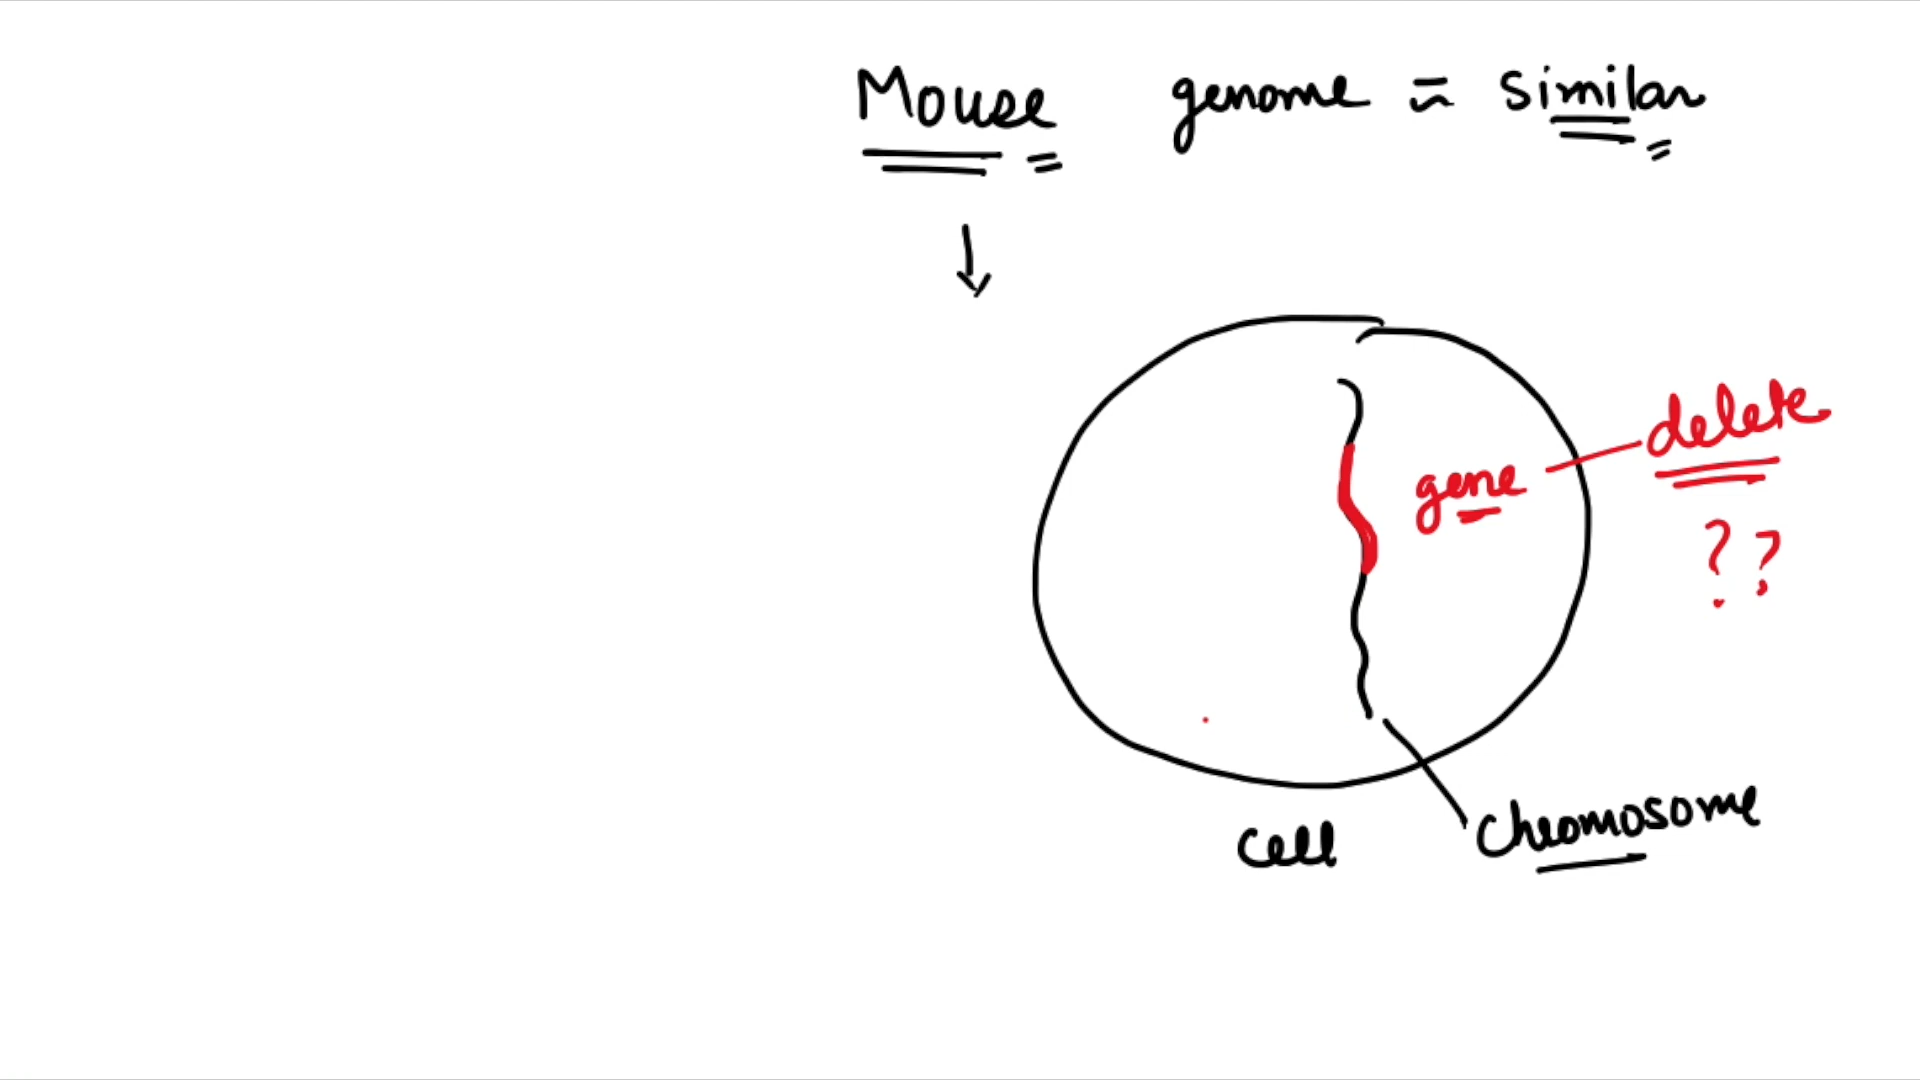 Mouse genome ≈ similar
delete
gene
??
Chromosome
Cell